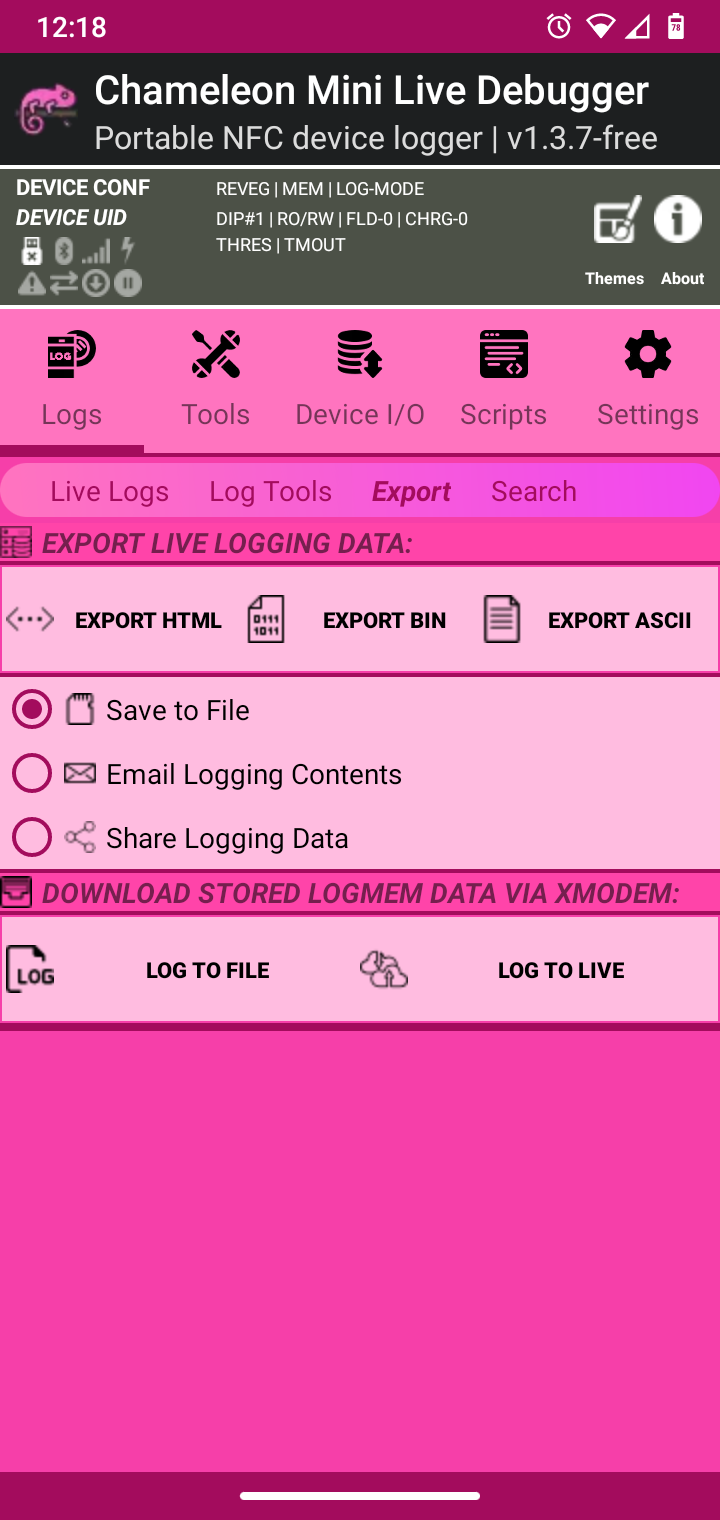 12:18
78
Chameleon Mini Live Debugger
Portable NFC device logger | v1.3.7-free
DEVICE CONF
REVEG | MEM | LOG-MODE
DEVICE UID
DIP#1 | RO/RW | FLD-0 | CHRG-0
THRES | TMOUT
Themes
About
LOG
Logs
Tools
Device I/O
Scripts
Settings
Live Logs
Log Tools
Export
Search
EXPORT LIVE LOGGING DATA:
EXPORT HTML
0111
1011
EXPORT BIN
EXPORT ASCII
Save to File
Email Logging Contents
Share Logging Data
DOWNLOAD STORED LOGMEM DATA VIA XMODEM:
LOG
LOG TO FILE
LOG TO LIVE